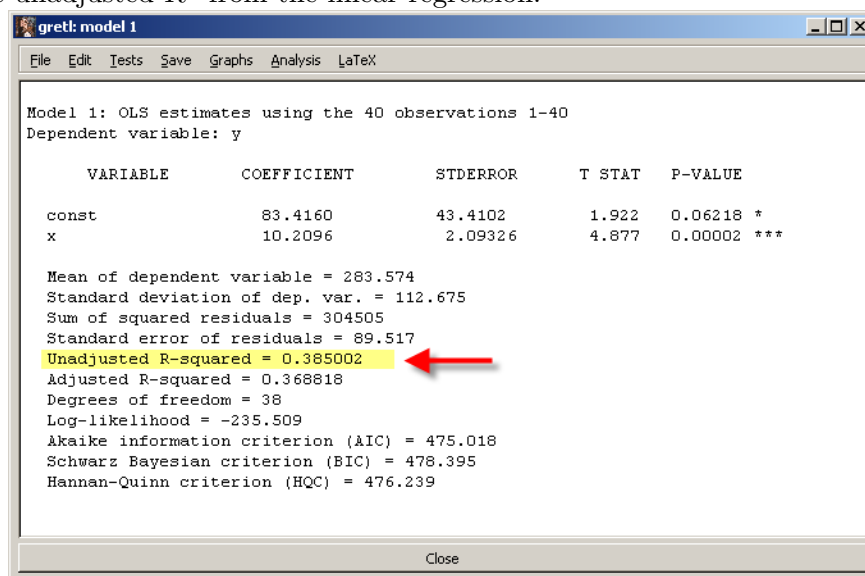 unadjusted R² from the linear regression.
gretl: model 1
File Edit Tests Save Graphs Analysis LaTeX
Model 1: OLS estimates using the 40 observations 1-40
Dependent variable: y
VARIABLE COEFFICIENT STDERROR T STAT P-VALUE
const 83.4160 43.4102 1.922 0.06218 *
x 10.2096 2.09326 4.877 0.00002 ***
Mean of dependent variable = 283.574
Standard deviation of dep. var. = 112.675
Sum of squared residuals = 304505
Standard error of residuals = 89.517
Unadjusted R-squared = 0.385002
Adjusted R-squared = 0.368818
Degrees of freedom = 38
Log-likelihood = -235.509
Akaike information criterion (AIC) = 475.018
Schwarz Bayesian criterion (BIC) = 478.395
Hannan-Quinn criterion (HQC) = 476.239
Close